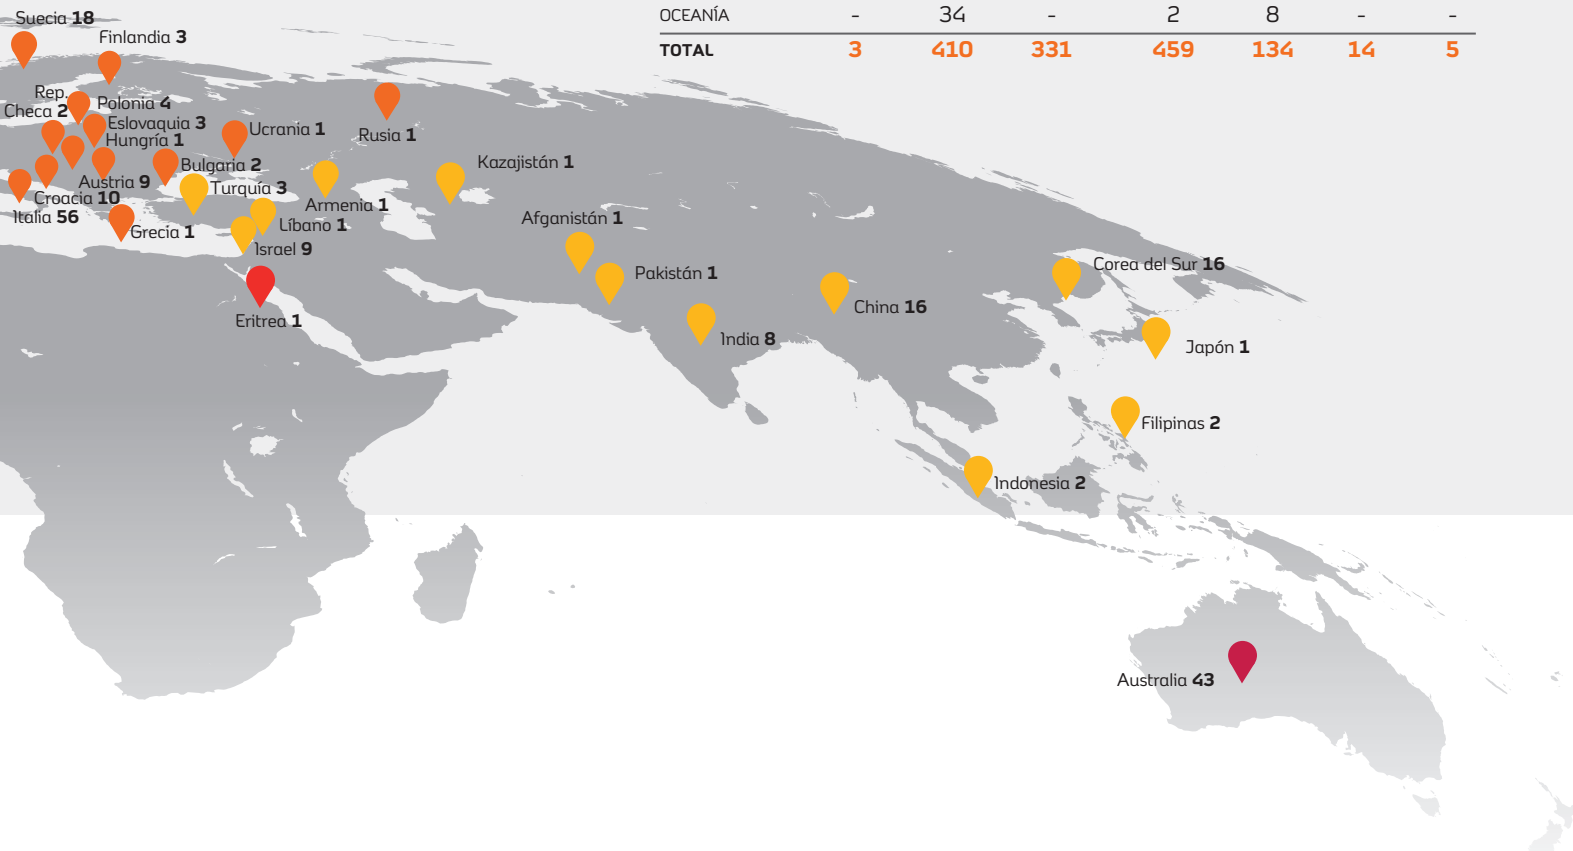 OCEANÍA - 34 - 2 8 - -
TOTAL 3 410 331 459 134 14 5
Suecia 18
Finlandia 3
Rep.
Checa 2
Polonia 4
Eslovaquia 3
Hungría 1
Ucrania 1
Rusia 1
Bulgaria 2
Kazajistán 1
Austria 9
Turquía 3
Croacia 10
Armenia 1
Italia 56
Grecia 1
Líbano 1
Afganistán 1
Israel 9
Corea del Sur 16
Pakistán 1
China 16
Eritrea 1
India 8
Japón 1
Filipinas 2
Indonesia 2
Australia 43